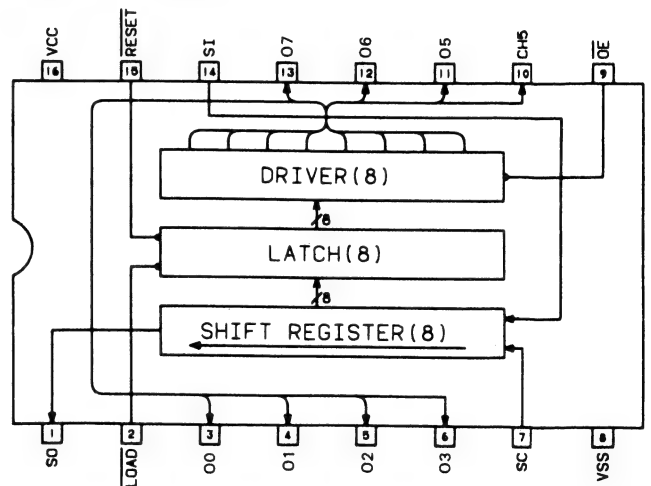 VCC
RESET
SI
O7
O6
O5
CH5
OE
16
15
14
13
12
11
10
9
DRIVER(8)
8
LATCH(8)
8
SHIFT REGISTER(8)
1
2
3
4
5
6
7
8
SO
LOAD
O0
O1
O2
O3
SC
VSS